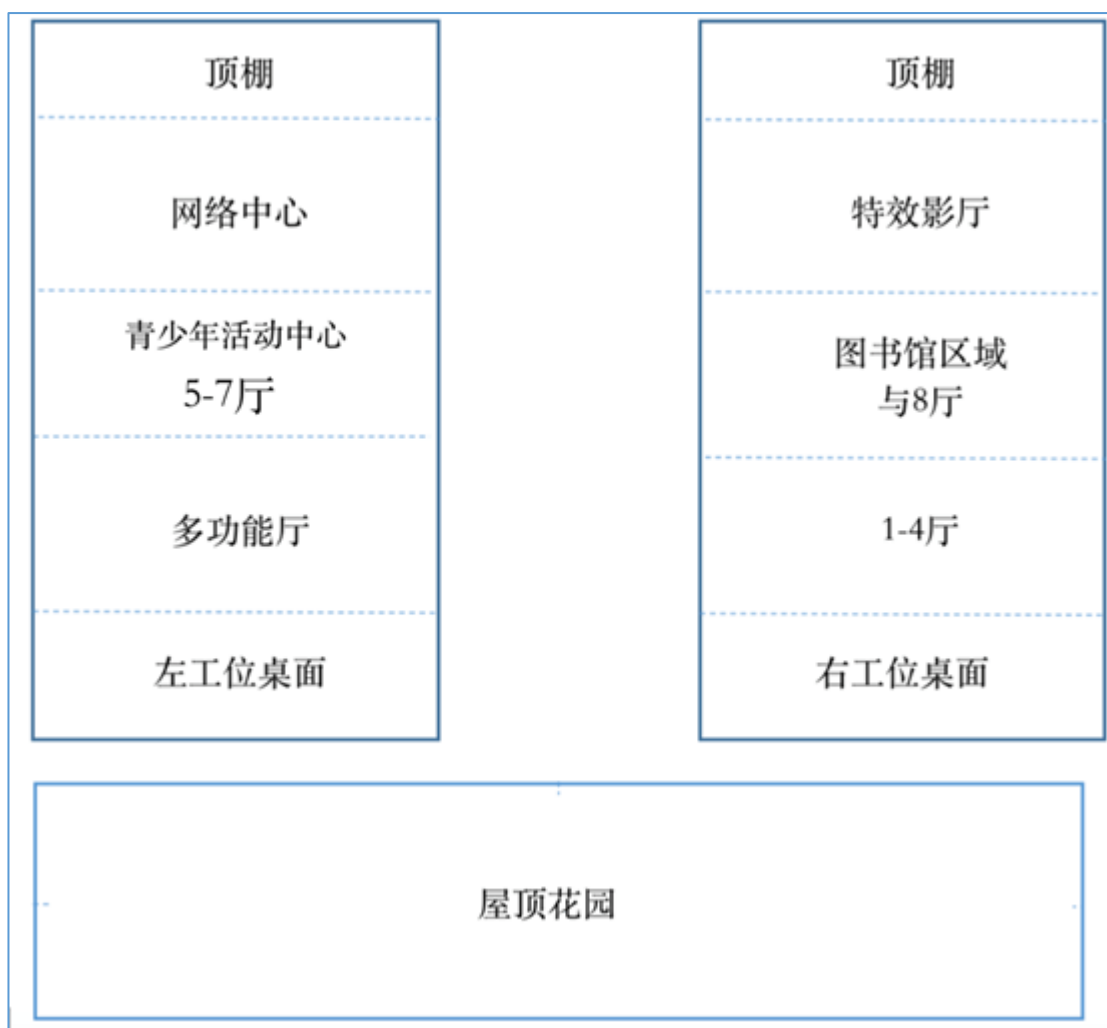 顶棚
网络中心
青少年活动中心
5-7厅
多功能厅
左工位桌面
顶棚
特效影厅
图书馆区域
与8厅
1-4厅
右工位桌面
屋顶花园